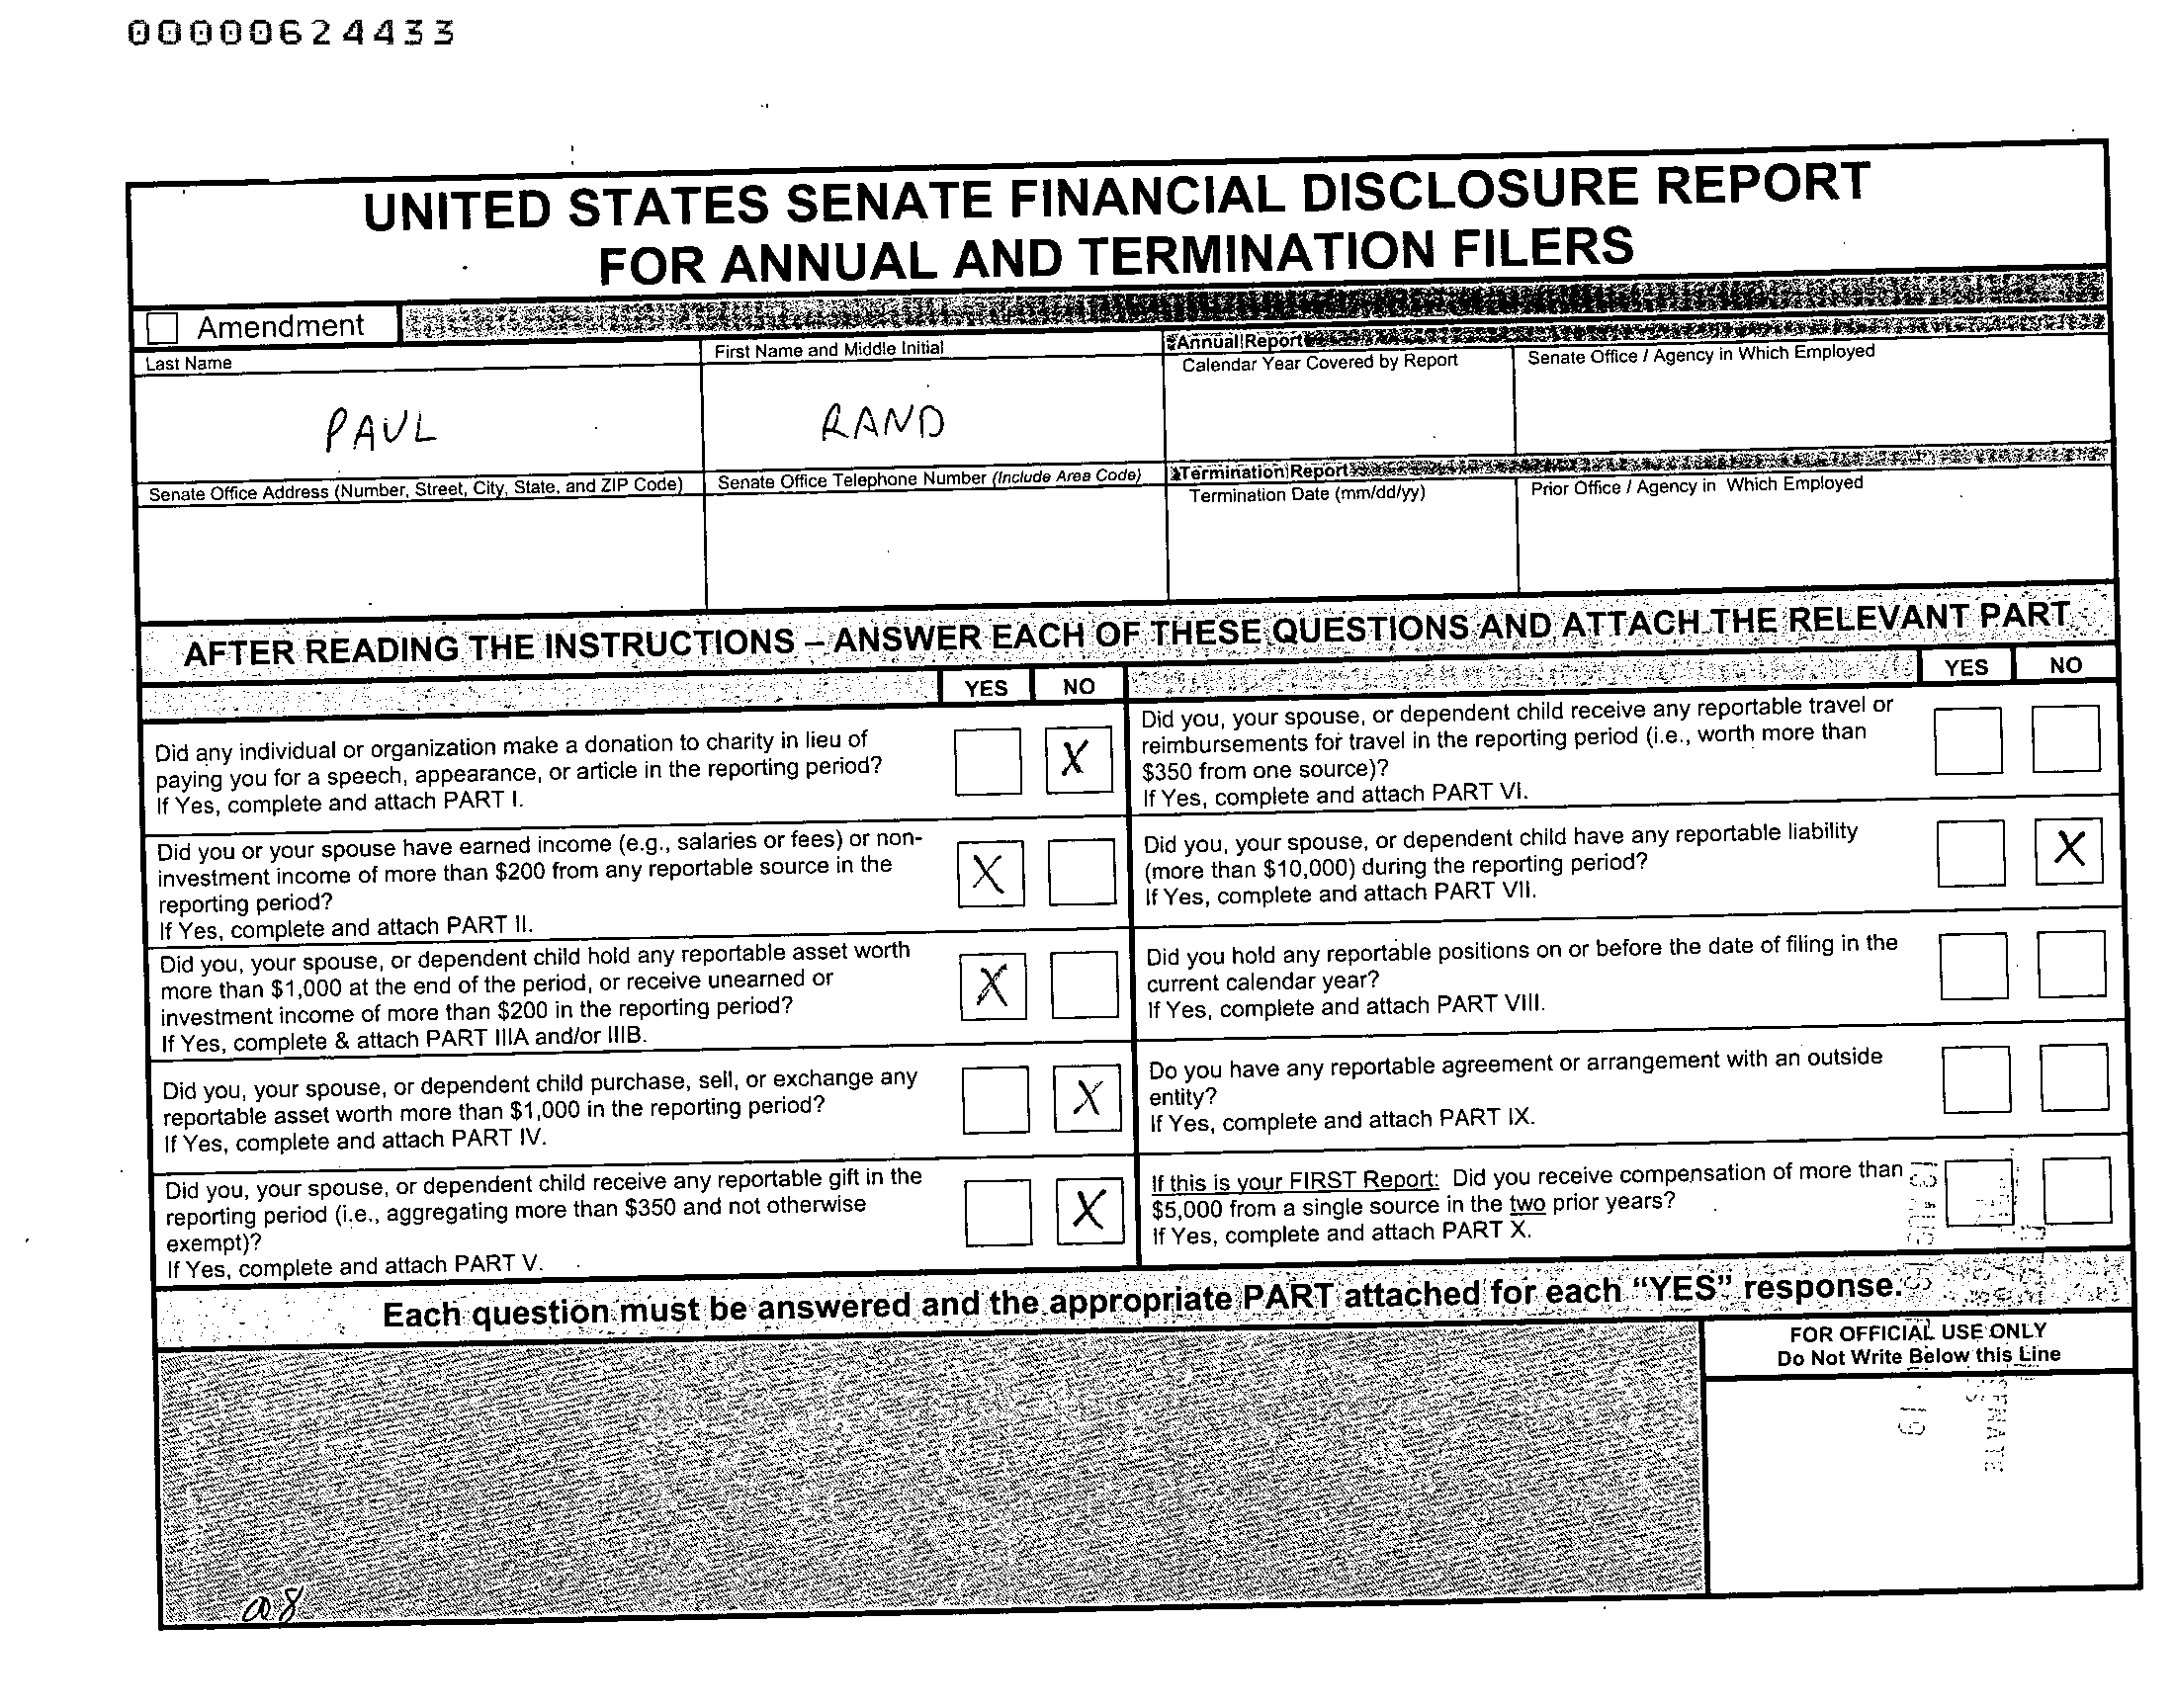 00000624433
UNITED STATES SENATE FINANCIAL DISCLOSURE REPORT
FOR ANNUAL AND TERMINATION FILERS
Amendment
Last Name
First Name and Middle Initial
Annual Report
Calendar Year Covered by Report
Senate Office / Agency in Which Employed
PAUL
RAND
Senate Office Address (Number, Street, City, State, and ZIP Code)
Senate Office Telephone Number (Include Area Code)
Termination Report
Termination Date (mm/dd/yy)
Prior Office / Agency in Which Employed
AFTER READING THE INSTRUCTIONS – ANSWER EACH OF THESE QUESTIONS AND ATTACH THE RELEVANT PART
YES NO
Did any individual or organization make a donation to charity in lieu of
paying you for a speech, appearance, or article in the reporting period?
If Yes, complete and attach PART I.
X
Did you or your spouse have earned income (e.g., salaries or fees) or non-
investment income of more than $200 from any reportable source in the
reporting period?
If Yes, complete and attach PART II.
X
Did you, your spouse, or dependent child hold any reportable asset worth
more than $1,000 at the end of the period, or receive unearned or
investment income of more than $200 in the reporting period?
If Yes, complete & attach PART IIIA and/or IIIB.
X
Did you, your spouse, or dependent child purchase, sell, or exchange any
reportable asset worth more than $1,000 in the reporting period?
If Yes, complete and attach PART IV.
X
Did you, your spouse, or dependent child receive any reportable gift in the
reporting period (i.e., aggregating more than $350 and not otherwise
exempt)?
If Yes, complete and attach PART V.
X
YES NO
Did you, your spouse, or dependent child receive any reportable travel or
reimbursements for travel in the reporting period (i.e., worth more than
$350 from one source)?
If Yes, complete and attach PART VI.
Did you, your spouse, or dependent child have any reportable liability
(more than $10,000) during the reporting period?
If Yes, complete and attach PART VII.
X
Did you hold any reportable positions on or before the date of filing in the
current calendar year?
If Yes, complete and attach PART VIII.
Do you have any reportable agreement or arrangement with an outside
entity?
If Yes, complete and attach PART IX.
If this is your FIRST Report: Did you receive compensation of more than
$5,000 from a single source in the two prior years?
If Yes, complete and attach PART X.
Each question must be answered and the appropriate PART attached for each “YES” response.
FOR OFFICIAL USE ONLY
Do Not Write Below this Line